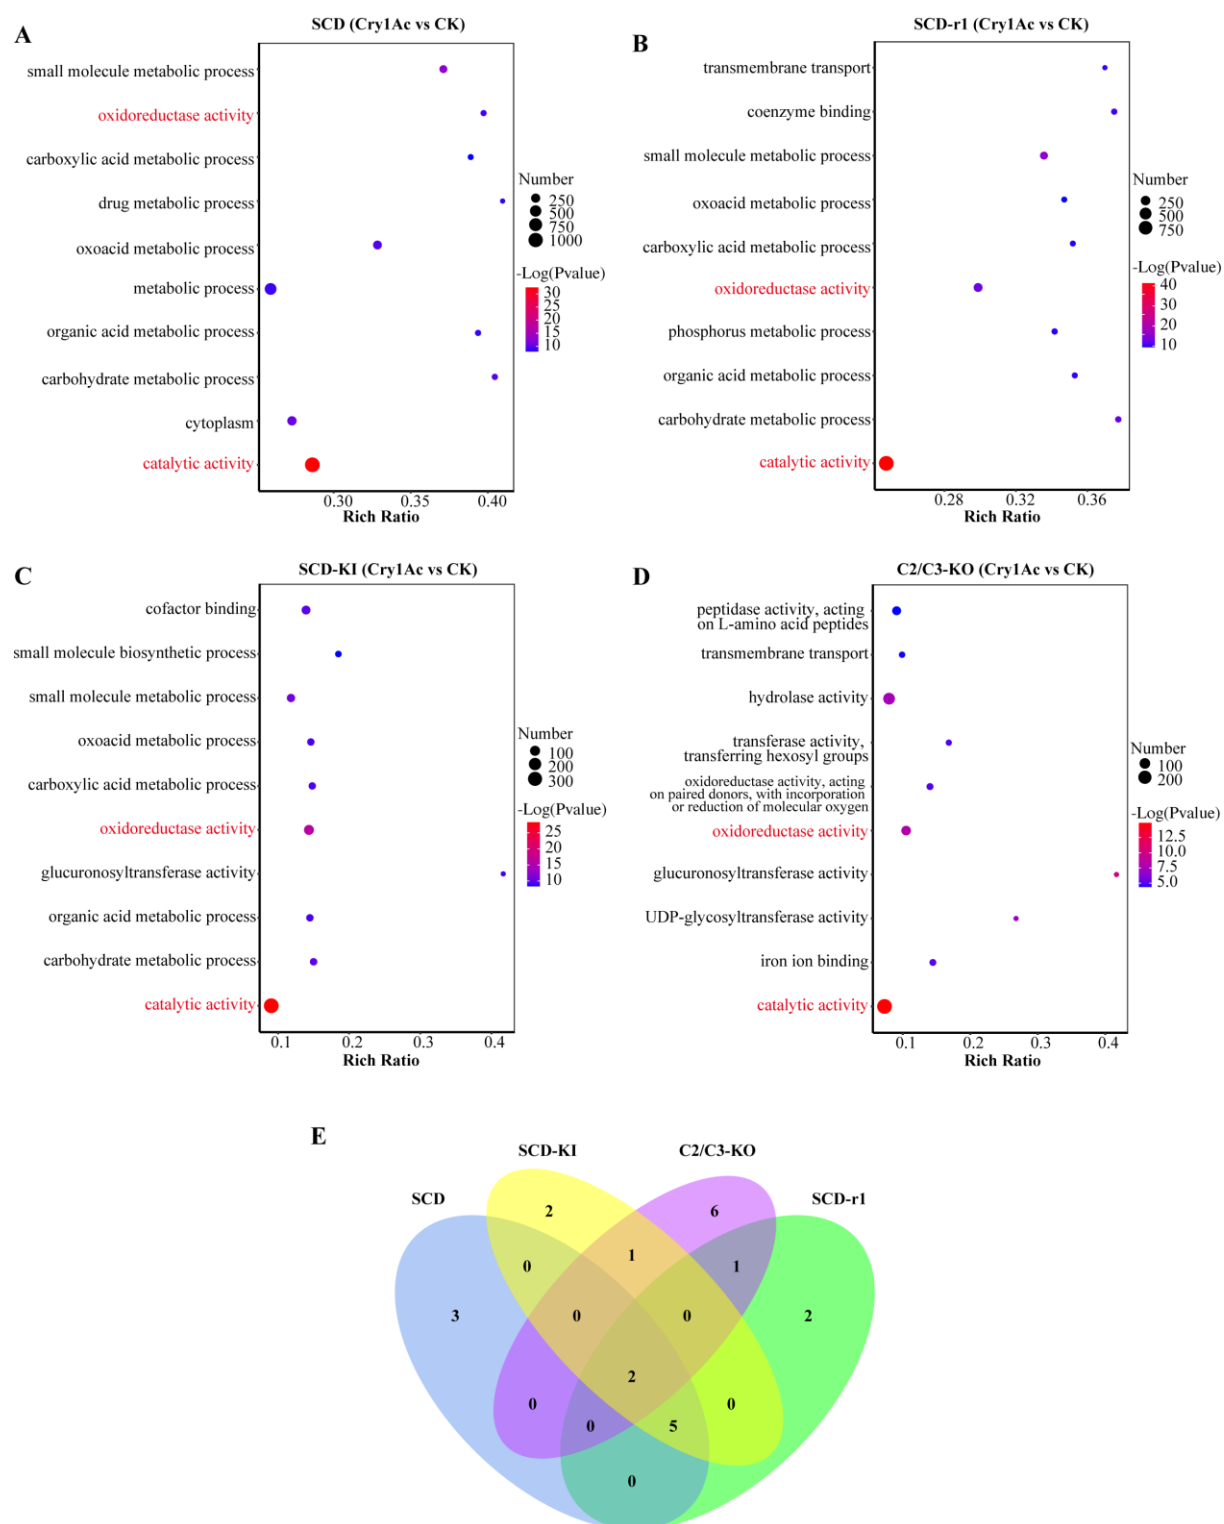 A
SCD (Cry1Ac vs CK)
small molecule metabolic process
oxidoreductase activity
carboxylic acid metabolic process
drug metabolic process
oxoacid metabolic process
metabolic process
organic acid metabolic process
carbohydrate metabolic process
cytoplasm
catalytic activity
0.30 0.35 0.40
Rich Ratio
Number
250
500
750
1000
-Log(Pvalue)
30
25
20
15
10
B
SCD-r1 (Cry1Ac vs CK)
transmembrane transport
coenzyme binding
small molecule metabolic process
oxoacid metabolic process
carboxylic acid metabolic process
oxidoreductase activity
phosphorus metabolic process
organic acid metabolic process
carbohydrate metabolic process
catalytic activity
0.28 0.32 0.36
Rich Ratio
Number
250
500
750
-Log(Pvalue)
40
30
20
10
C
SCD-KI (Cry1Ac vs CK)
cofactor binding
small molecule biosynthetic process
small molecule metabolic process
oxoacid metabolic process
carboxylic acid metabolic process
oxidoreductase activity
glucuronosyltransferase activity
organic acid metabolic process
carbohydrate metabolic process
catalytic activity
0.1 0.2 0.3 0.4
Rich Ratio
Number
100
200
300
-Log(Pvalue)
25
20
15
10
D
C2/C3-KO (Cry1Ac vs CK)
peptidase activity, acting
on L-amino acid peptides
transmembrane transport
hydrolase activity
transferase activity,
transferring hexosyl groups
oxidoreductase activity, acting
on paired donors, with incorporation
or reduction of molecular oxygen
oxidoreductase activity
glucuronosyltransferase activity
UDP-glycosyltransferase activity
iron ion binding
catalytic activity
0.1 0.2 0.3 0.4
Rich Ratio
Number
100
200
-Log(Pvalue)
12.5
10.0
7.5
5.0
E
SCD-KI C2/C3-KO
SCD SCD-r1
2 6
1
0 1
3 0 0 2
2
0 0
0 5
0